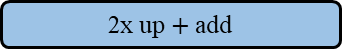 2x up + add